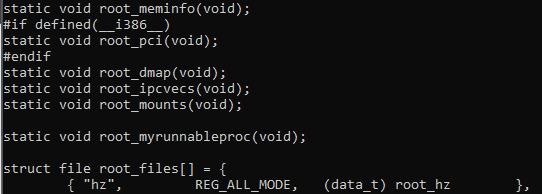 static void root_meminfo(void);
#if defined(__i386__)
static void root_pci(void);
#endif
static void root_dmap(void);
static void root_ipcvecs(void);
static void root_mounts(void);

static void root_myrunnableproc(void);

struct file root_files[] = {
        { "hz",         REG_ALL_MODE,   (data_t) root_hz        },